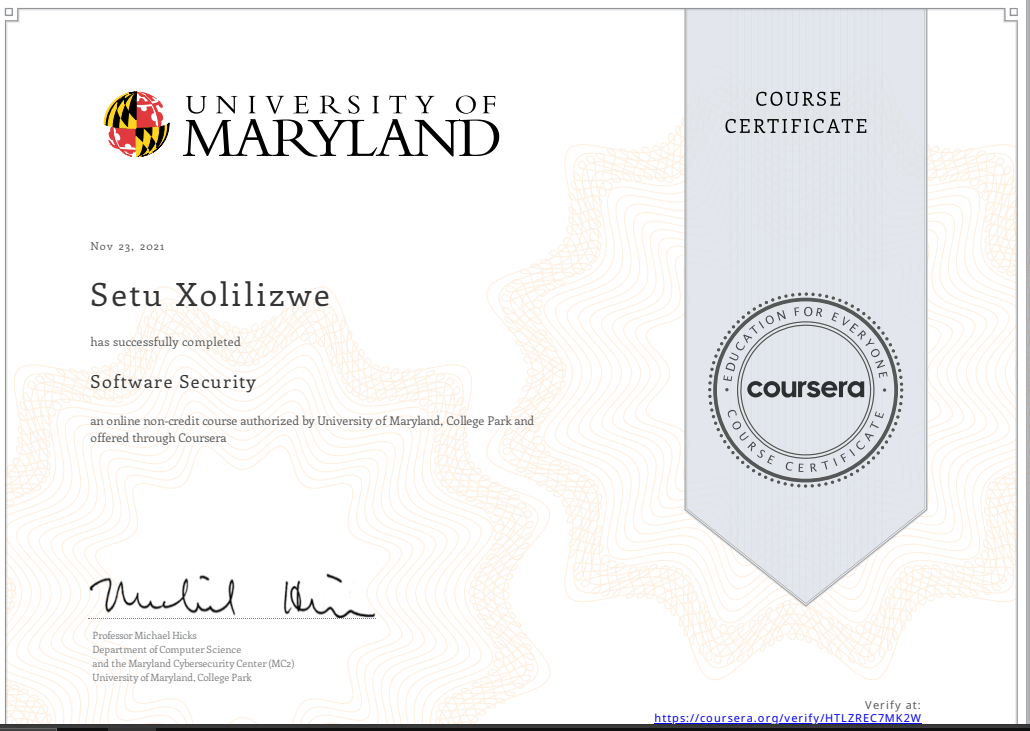 UNIVERSITY OF
MARYLAND
COURSE
CERTIFICATE
Nov 23, 2021
Setu Xolilizwe
has successfully completed
Software Security
an online non-credit course authorized by University of Maryland, College Park and
offered through Coursera
EDUCATION FOR EVERYONE
coursera
COURSE CERTIFICATE
Michael Hicks
Professor Michael Hicks
Department of Computer Science
and the Maryland Cybersecurity Center (MC2)
University of Maryland, College Park
Verify at:
https://coursera.org/verify/HTLZREC7MK2W